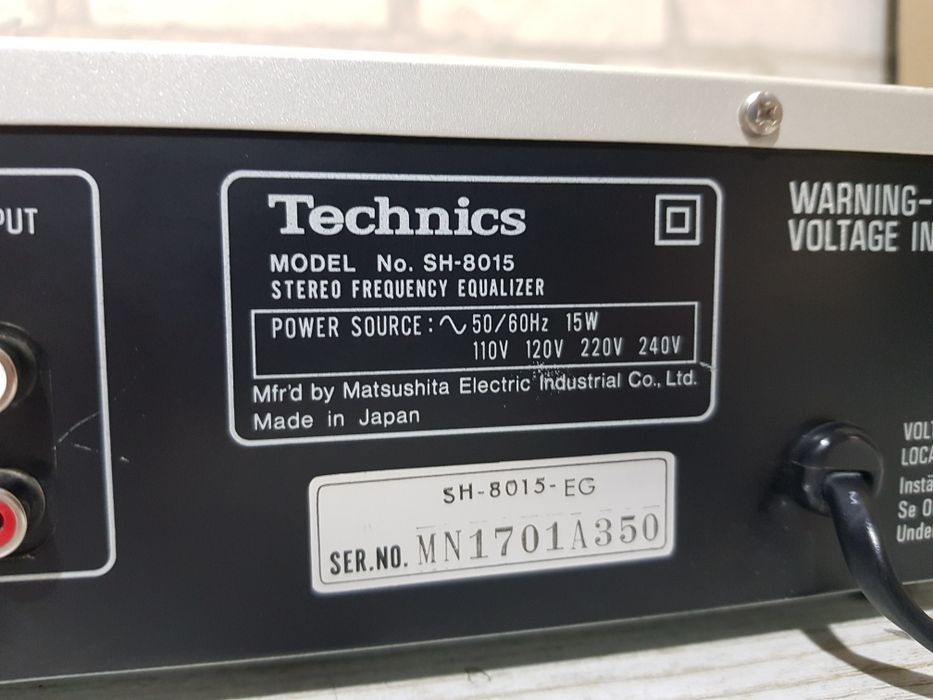 PUT
Technics
MODEL No. SH-8015
STEREO FREQUENCY EQUALIZER
POWER SOURCE: ∿ 50/60Hz 15W
110V 120V 220V 240V
Mfr'd by Matsushita Electric Industrial Co., Ltd.
Made in Japan
SH-8015-EG
SER.NO. MN1701A350
WARNING-
VOLTAGE IN
VOLT
LOCA
Instä
Se O
Unde